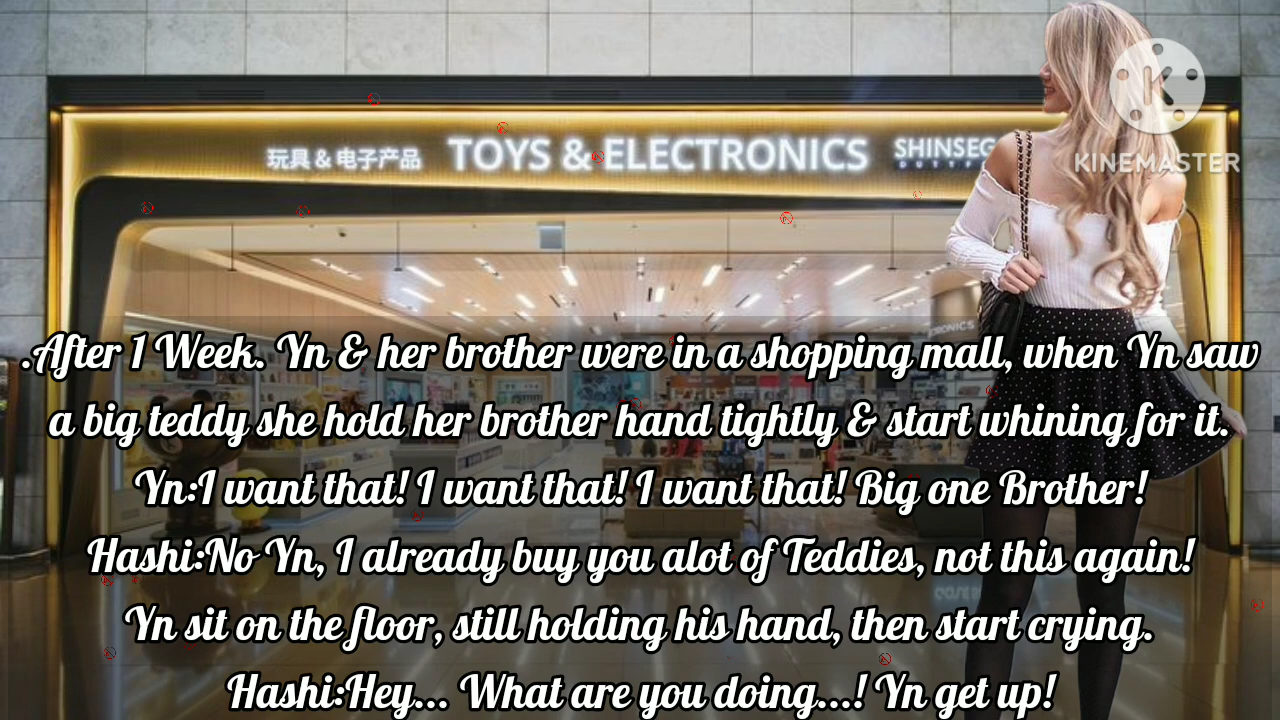 玩具 & 电子产品 TOYS & ELECTRONICS SHINSEG
KINEMASTER
.After 1 Week. Yn & her brother were in a shopping mall, when Yn saw
a big teddy she hold her brother hand tightly & start whining for it.
Yn:I want that! I want that! I want that! Big one Brother!
Hashi:No Yn, I already buy you alot of Teddies, not this again!
Yn sit on the floor, still holding his hand, then start crying.
Hashi:Hey... What are you doing...! Yn get up!